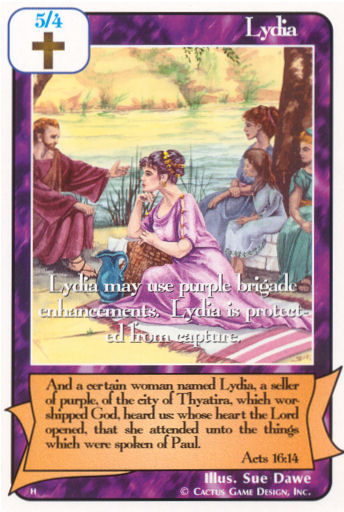 5/4
Lydia
Lydia may use purple brigade
enhancements. Lydia is protect-
ed from capture.
And a certain woman named Lydia, a seller
of purple, of the city of Thyatira, which wor-
shipped God, heard us: whose heart the Lord
opened, that she attended unto the things
which were spoken of Paul.
Acts 16:14
Illus. Sue Dawe
H
© Cactus Game Design, Inc.